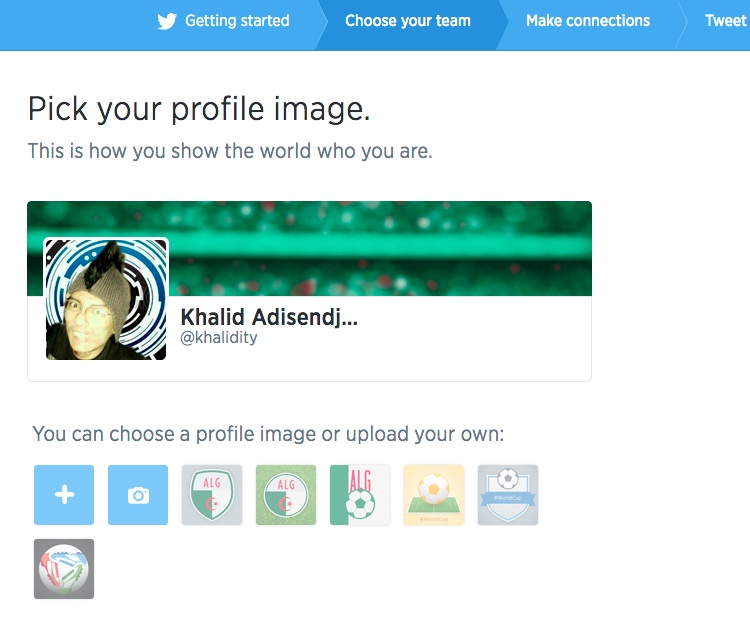 Getting started
Choose your team
Make connections
Tweet
Pick your profile image.
This is how you show the world who you are.
Khalid Adisendj...
@khalidity
You can choose a profile image or upload your own:
ALG
ALG
ALG
#WorldCup
#WorldCup